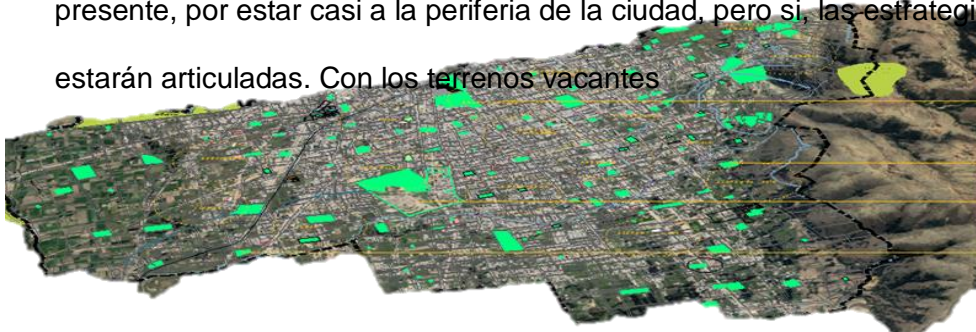 presente, por estar casi a la periferia de la ciudad, pero si, las estrategi
estarán articuladas. Con los terrenos vacantes